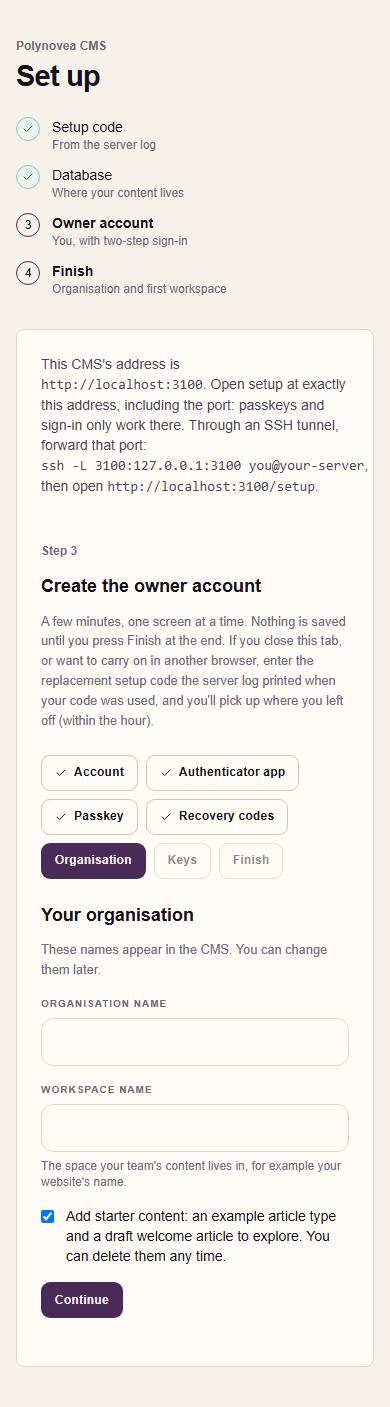 Polynovea CMS
Set up
Setup code
From the server log
Database
Where your content lives
3
Owner account
You, with two-step sign-in
4
Finish
Organisation and first workspace
This CMS's address is
http://localhost:3100. Open setup at exactly
this address, including the port: passkeys and
sign-in only work there. Through an SSH tunnel,
forward that port:
ssh -L 3100:127.0.0.1:3100 you@your-server,
then open http://localhost:3100/setup.
Step 3
Create the owner account
A few minutes, one screen at a time. Nothing is saved
until you press Finish at the end. If you close this tab,
or want to carry on in another browser, enter the
replacement setup code the server log printed when
your code was used, and you'll pick up where you left
off (within the hour).
Account
Authenticator app
Passkey
Recovery codes
Organisation
Keys
Finish
Your organisation
These names appear in the CMS. You can change
them later.
ORGANISATION NAME
WORKSPACE NAME
The space your team's content lives in, for example your
website's name.
Add starter content: an example article type
and a draft welcome article to explore. You
can delete them any time.
Continue